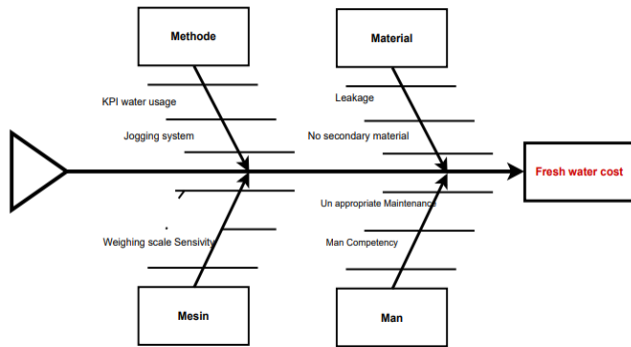 Methode
Material
KPI water usage
Leakage
Jogging system
No secondary material
Fresh water cost
Un appropriate Maintenance
Weighing scale Sensivity
Man Competency
Mesin
Man